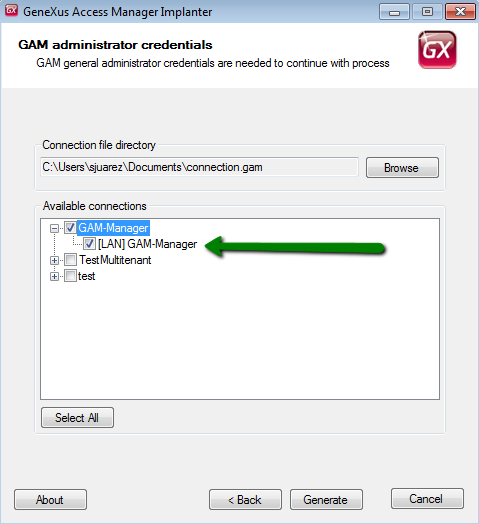 GX GeneXus Access Manager Implanter
GAM administrator credentials
GAM general administrator credentials are needed to continue with process
GX
Connection file directory
C:\Users\sjuarez\Documents\connection.gam
Browse
Available connections
GAM-Manager
[LAN] GAM-Manager
TestMultitenant
test
Select All
About
< Back
Generate
Cancel